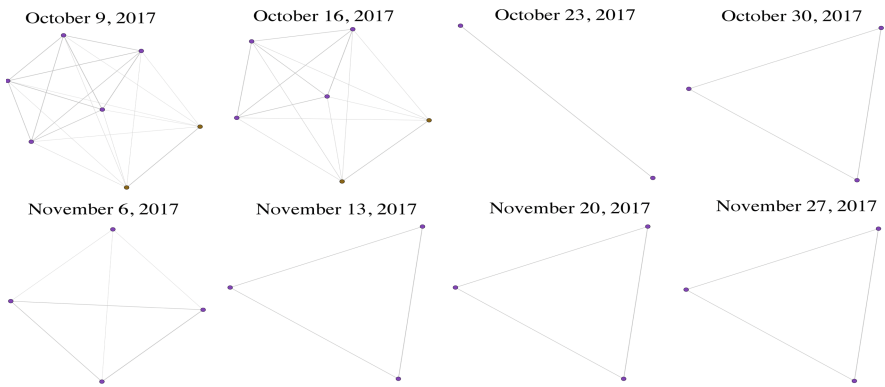 October 9, 2017
October 16, 2017
October 23, 2017
October 30, 2017
November 6, 2017
November 13, 2017
November 20, 2017
November 27, 2017